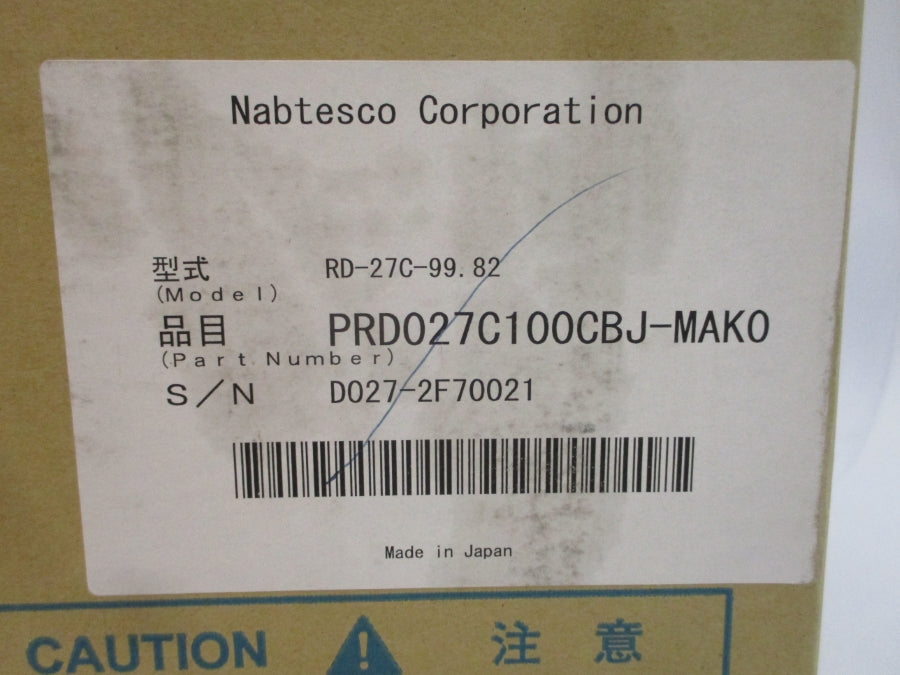 Nabtesco Corporation
型式 RD-27C-99.82
(Model)
品目 PRD027C100CBJ-MAK0
(Part Number)
S/N D027-2F70021
Made in Japan
CAUTION 注意